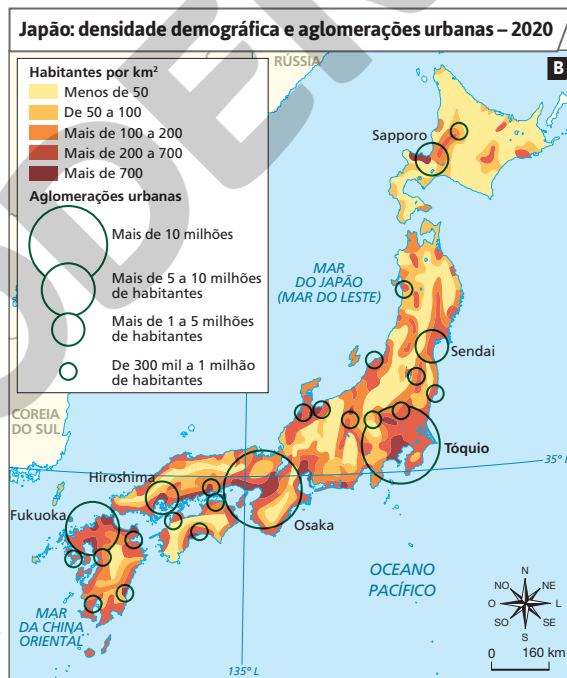 Japão: densidade demográfica e aglomerações urbanas – 2020
B
Habitantes por km²
Menos de 50
De 50 a 100
Mais de 100 a 200
Mais de 200 a 700
Mais de 700
Aglomerações urbanas
Mais de 10 milhões
Mais de 5 a 10 milhões
de habitantes
Mais de 1 a 5 milhões
de habitantes
De 300 mil a 1 milhão
de habitantes
CHINA
RÚSSIA
Sapporo
MAR
DO JAPÃO
(MAR DO LESTE)
Sendai
COREIA
DO SUL
Tóquio
35° N
Hiroshima
Fukuoka
Osaka
OCEANO
PACÍFICO
MAR
DA CHINA
ORIENTAL
135° L
N
NO
NE
O
L
SO
SE
S
0 160 km